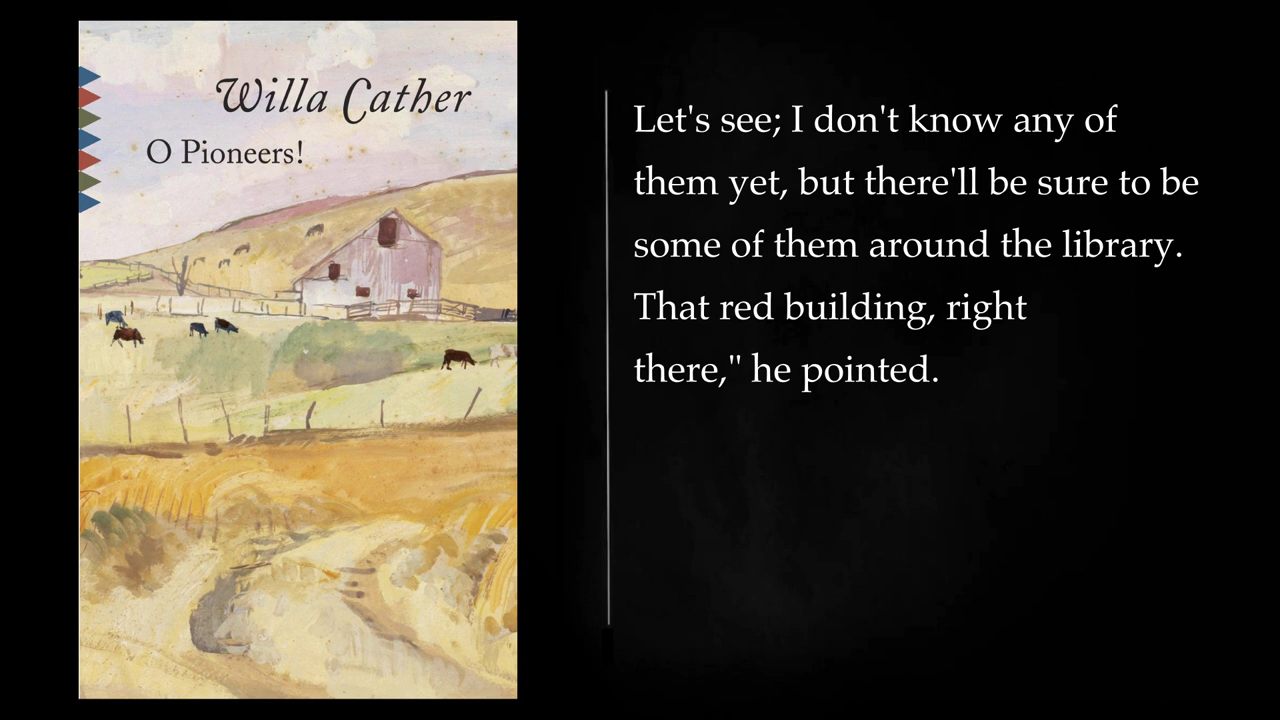 Willa Cather
O Pioneers!
Let's see; I don't know any of
them yet, but there'll be sure to be
some of them around the library.
That red building, right
there," he pointed.